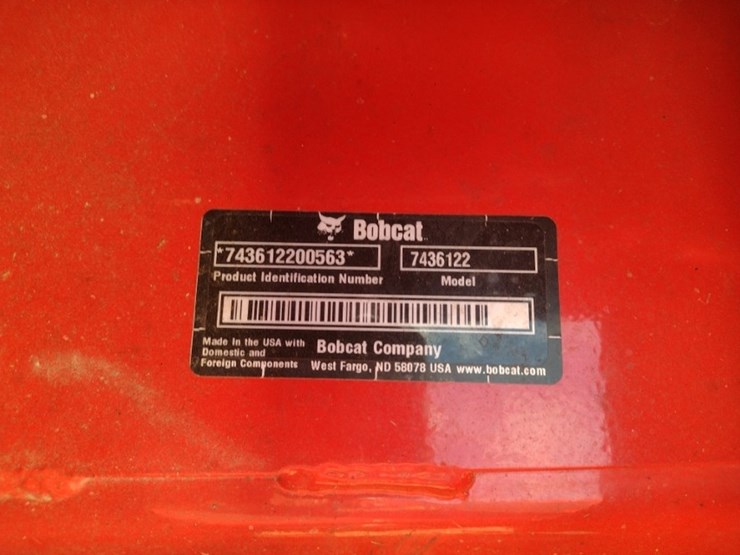 Bobcat
*743612200563* 7436122
Product Identification Number Model
Made In the USA with
Domestic and
Foreign Components
Bobcat Company
West Fargo, ND 58078 USA www.bobcat.com